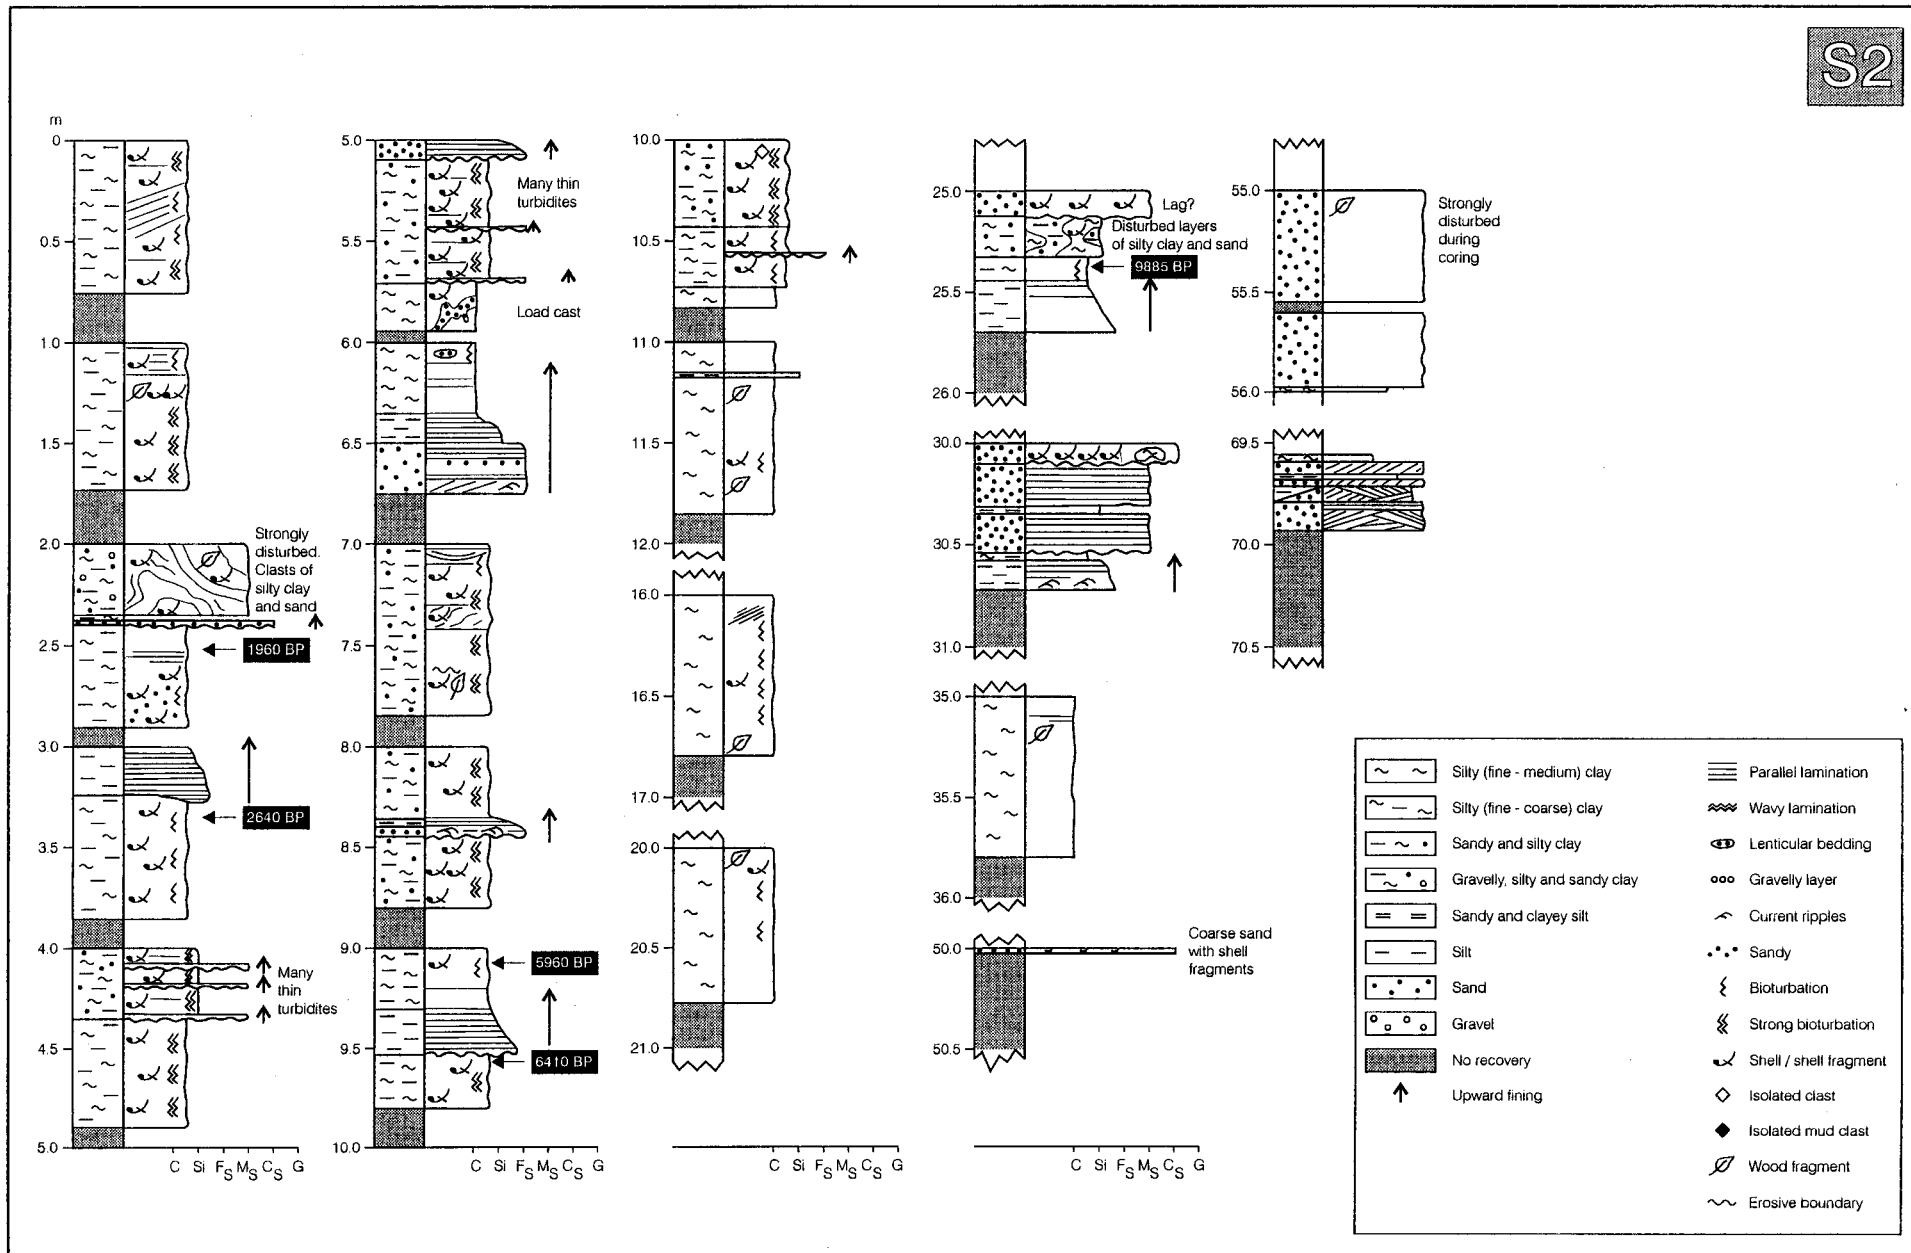 S2
m
0
0.5
1.0
1.5
2.0
2.5
3.0
3.5
4.0
4.5
5.0
Strongly
disturbed.
Clasts of
silty clay
and sand
1960 BP
2640 BP
Many
thin
turbidites
C Si FS MS CS G
5.0
5.5
6.0
6.5
7.0
7.5
8.0
8.5
9.0
9.5
10.0
Many thin
turbidites
Load cast
5960 BP
6410 BP
C Si FS MS CS G
10.0
10.5
11.0
11.5
12.0
16.0
16.5
17.0
20.0
20.5
21.0
C Si FS MS CS G
25.0
25.5
26.0
30.0
30.5
31.0
35.0
35.5
36.0
50.0
50.5
Lag?
Disturbed layers
of silty clay and sand
9885 BP
Coarse sand
with shell
fragments
C Si FS MS CS G
55.0
55.5
56.0
69.5
70.0
70.5
Strongly
disturbed
during
coring
Silty (fine - medium) clay
Silty (fine - coarse) clay
Sandy and silty clay
Gravelly, silty and sandy clay
Sandy and clayey silt
Silt
Sand
Gravel
No recovery
Upward fining
Parallel lamination
Wavy lamination
Lenticular bedding
Gravelly layer
Current ripples
Sandy
Bioturbation
Strong bioturbation
Shell / shell fragment
Isolated clast
Isolated mud clast
Wood fragment
Erosive boundary